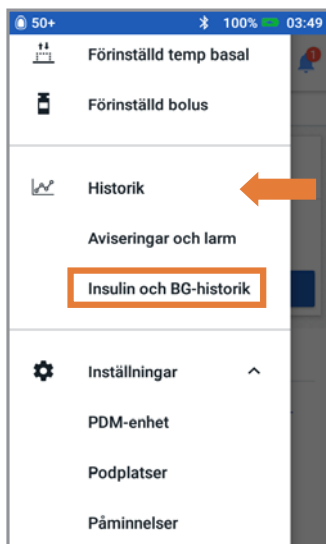 50+ 100% 03:49
Förinställd temp basal
1
Förinställd bolus
Historik
Aviseringar och larm
Insulin och BG-historik
Inställningar
PDM-enhet
Podplatser
Påminnelser